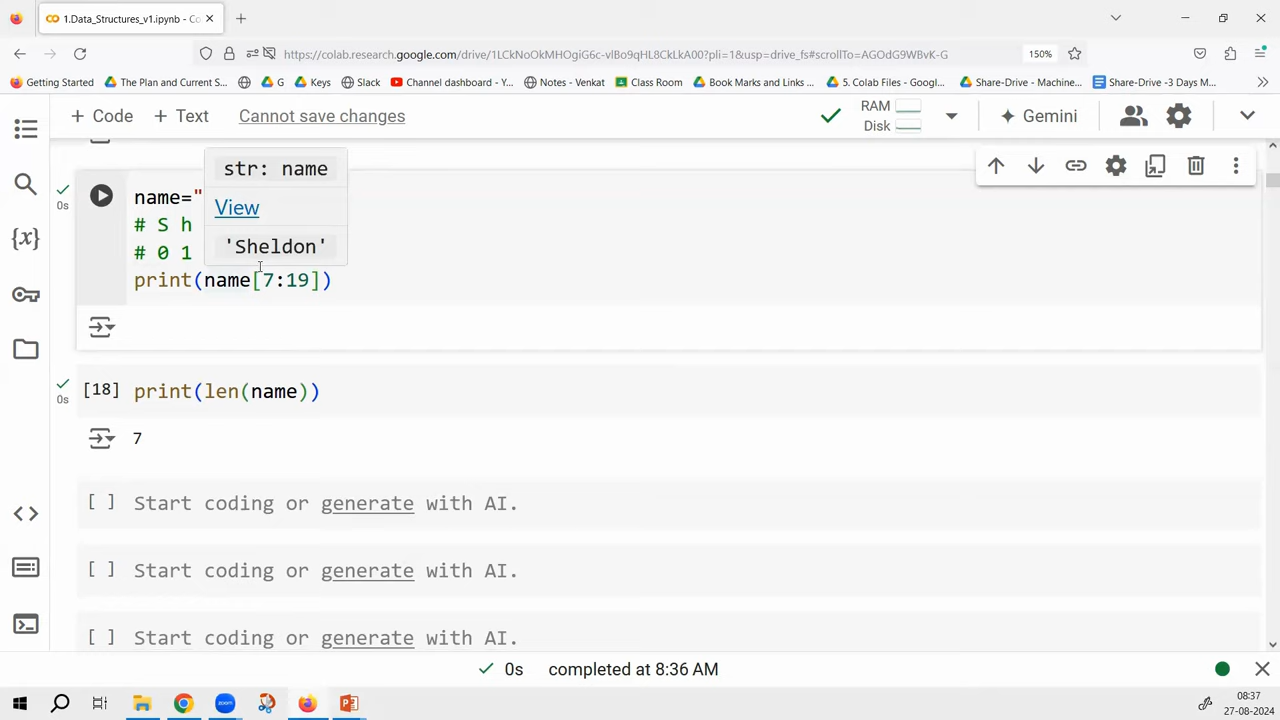 1.Data_Structures_v1.ipynb - Co
https://colab.research.google.com/drive/1LCkNoOkMHOgiG6c-vlBo9qHL8CkLkA00?pli=1&usp=drive_fs#scrollTo=AGOdG9WBvK-G
150%
Getting Started
The Plan and Current S...
G
Keys
Slack
Channel dashboard - Y...
Notes - Venkat
Class Room
Book Marks and Links ...
5. Colab Files - Googl...
Share-Drive - Machine...
Share-Drive -3 Days M...
+ Code
+ Text
Cannot save changes
RAM
Disk
Gemini
str: name
View
'Sheldon'
0s
name="
# S h
# 0 1
print(name[7:19])
[18] print(len(name))
0s
7
[ ] Start coding or generate with AI.
[ ] Start coding or generate with AI.
[ ] Start coding or generate with AI.
0s completed at 8:36 AM
zoom
08:37
27-08-2024